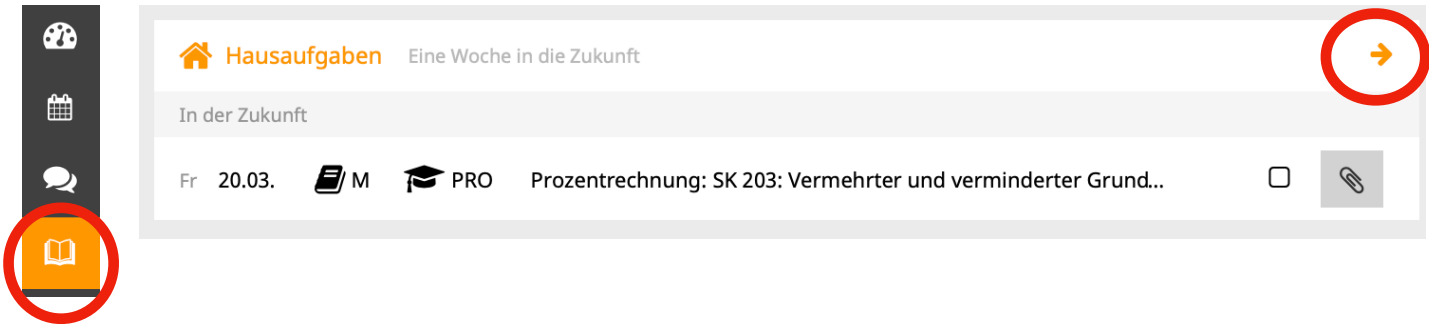 Hausaufgaben Eine Woche in die Zukunft
In der Zukunft
Fr 20.03. M PRO Prozentrechnung: SK 203: Vermehrter und verminderter Grund...